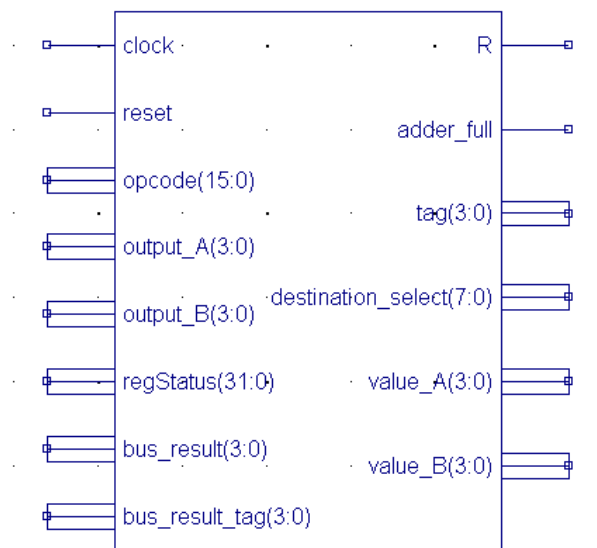 clock
R
reset
adder_full
opcode(15:0)
tag(3:0)
output_A(3:0)
destination_select(7:0)
output_B(3:0)
regStatus(31:0)
value_A(3:0)
bus_result(3:0)
value_B(3:0)
bus_result_tag(3:0)